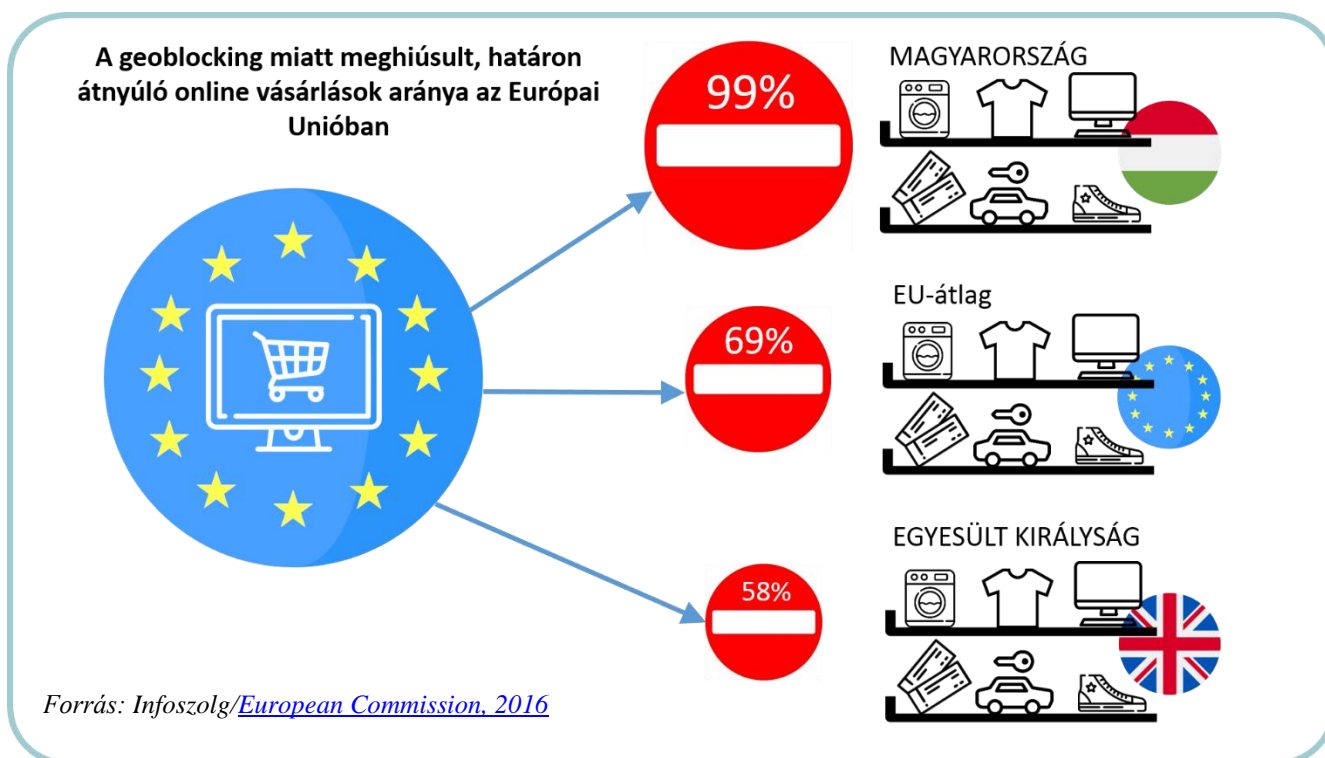 A geoblocking miatt meghiúsult, határon
átnyúló online vásárlások aránya az Európai
Unióban
99%
MAGYARORSZÁG
69%
EU-átlag
58%
EGYESÜLT KIRÁLYSÁG
Forrás: Infoszolg/European Commission, 2016